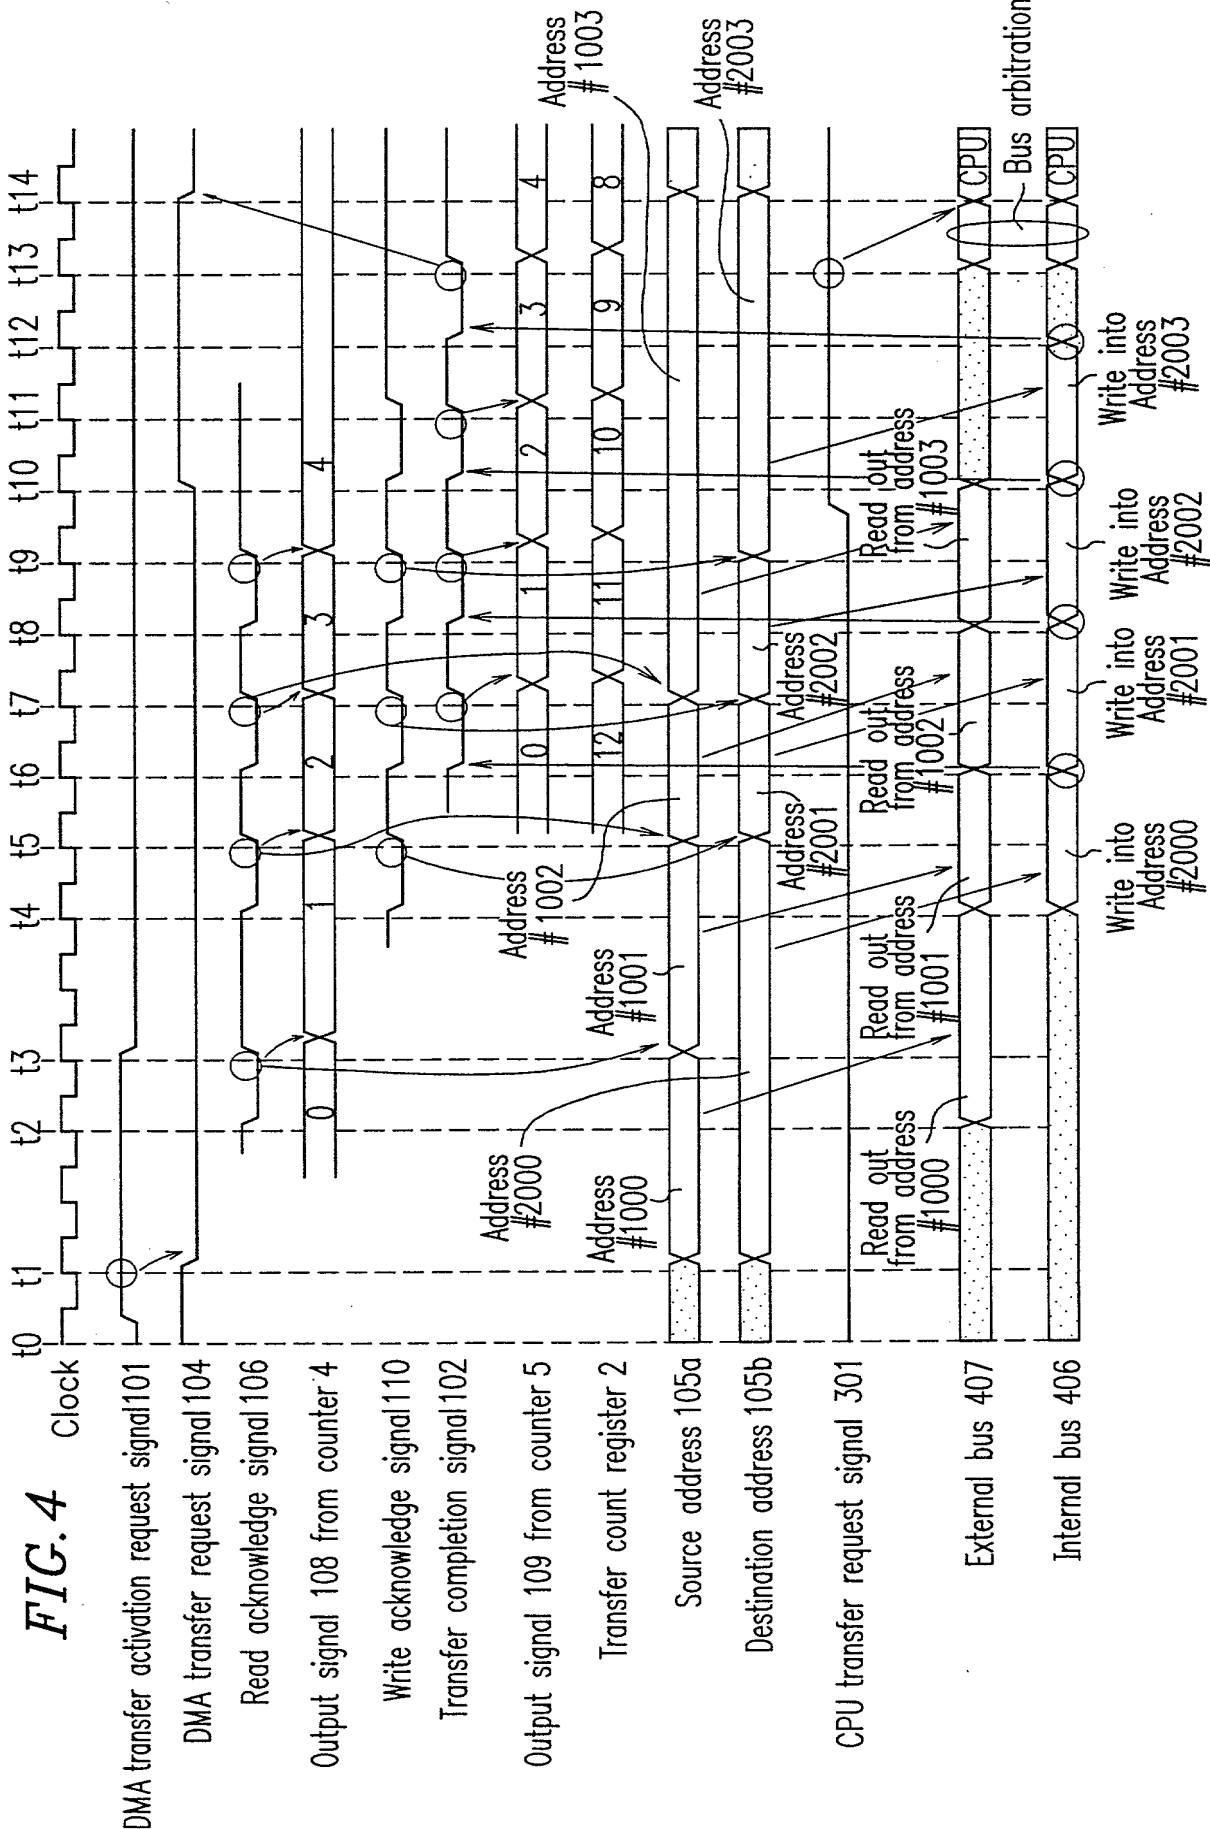 FIG. 4
t0 t1 t2 t3 t4 t5 t6 t7 t8 t9 t10 t11 t12 t13 t14
Clock
DMA transfer activation request signal 101
DMA transfer request signal 104
Read acknowledge signal 106
Output signal 108 from counter 4
0 1 2 3 4
Write acknowledge signal 110
Transfer completion signal 102
Output signal 109 from counter 5
0 1 2 3 4
Transfer count register 2
12 11 10 9 8
Source address 105a
Address
#1000
Address
#1001
Address
#1002
Address
#1003
Destination address 105b
Address
#2000
Address
#2001
Address
#2002
Address
#2003
CPU transfer request signal 301
External bus 407
Read out
from address
#1000
Read out
from address
#1001
Read out
from address
#1002
Read out
from address
#1003
CPU
Internal bus 406
Write into
Address
#2000
Write into
Address
#2001
Write into
Address
#2002
Write into
Address
#2003
CPU
Bus arbitration